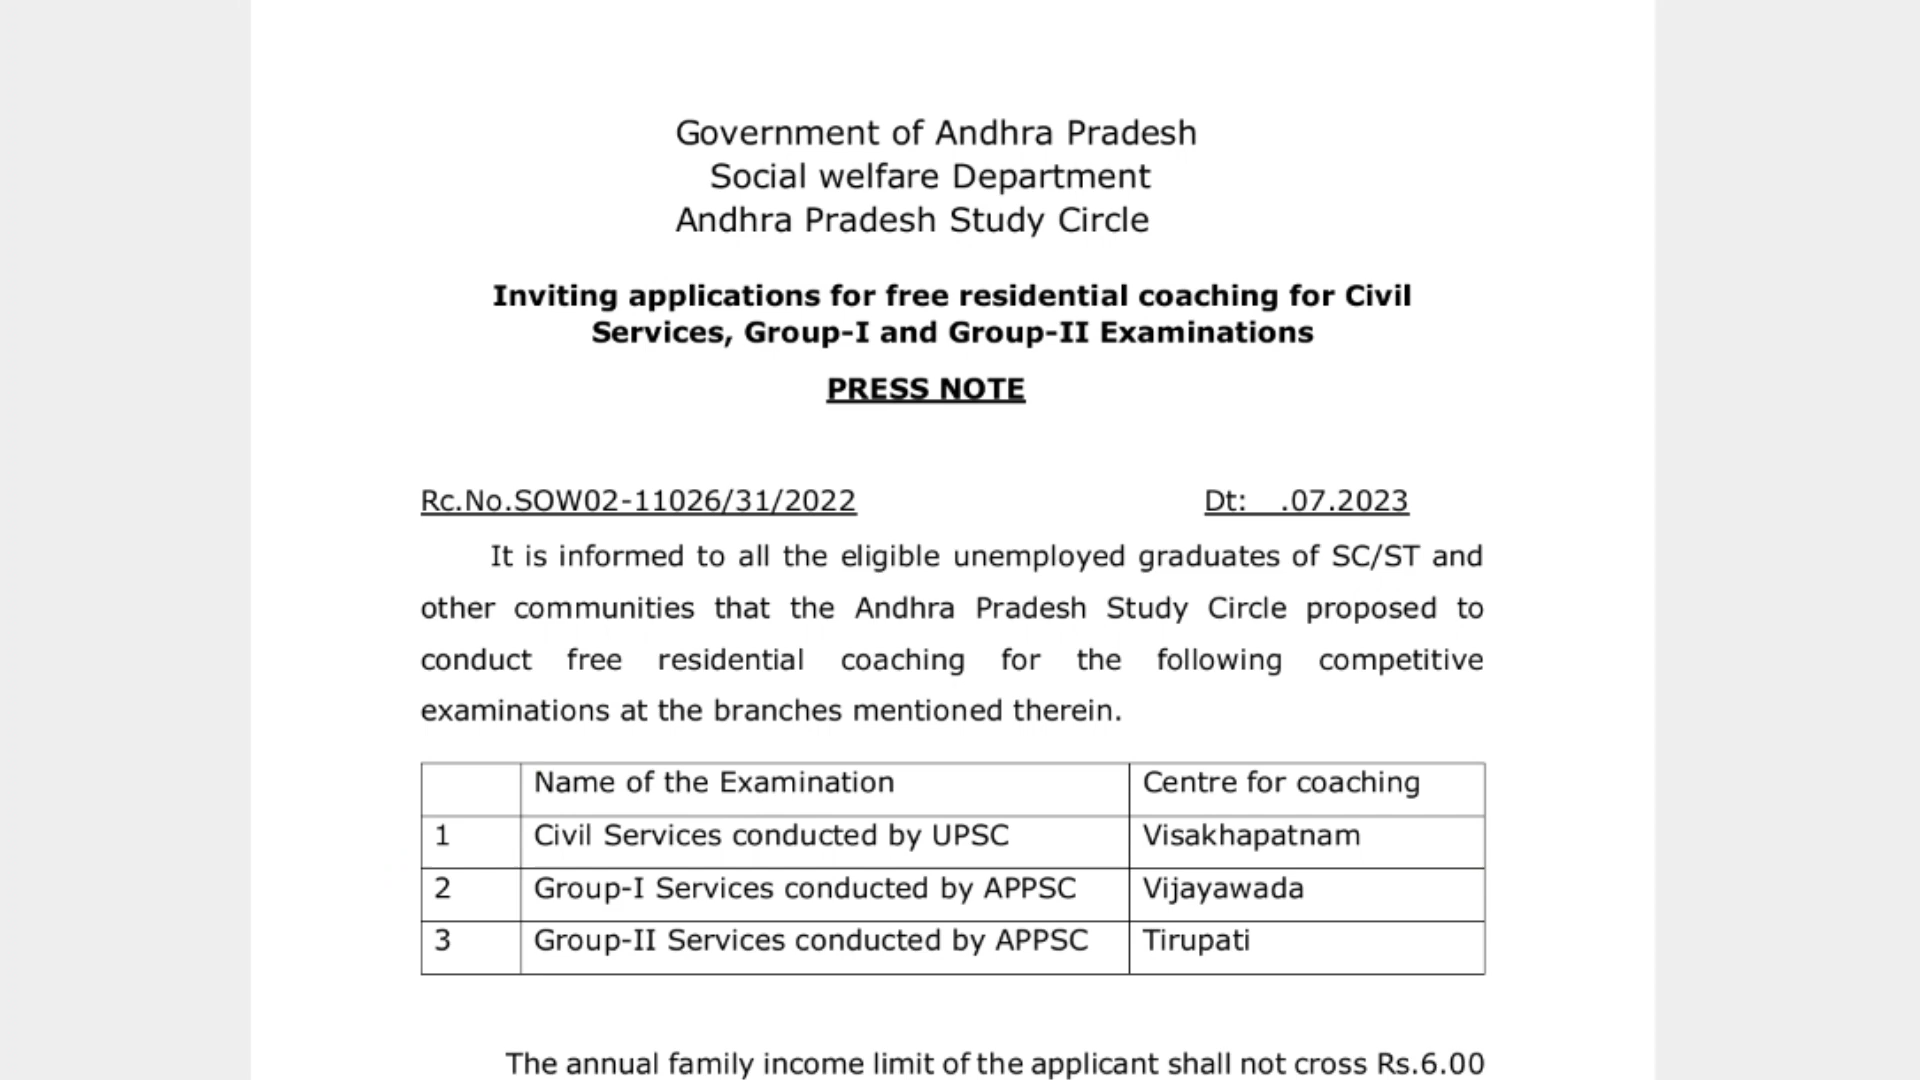 Government of Andhra Pradesh
Social welfare Department
Andhra Pradesh Study Circle
Inviting applications for free residential coaching for Civil
Services, Group-I and Group-II Examinations
PRESS NOTE
Rc.No.SOW02-11026/31/2022 Dt: .07.2023
It is informed to all the eligible unemployed graduates of SC/ST and
other communities that the Andhra Pradesh Study Circle proposed to
conduct free residential coaching for the following competitive
examinations at the branches mentioned therein.
Name of the Examination Centre for coaching
1 Civil Services conducted by UPSC Visakhapatnam
2 Group-I Services conducted by APPSC Vijayawada
3 Group-II Services conducted by APPSC Tirupati
The annual family income limit of the applicant shall not cross Rs.6.00